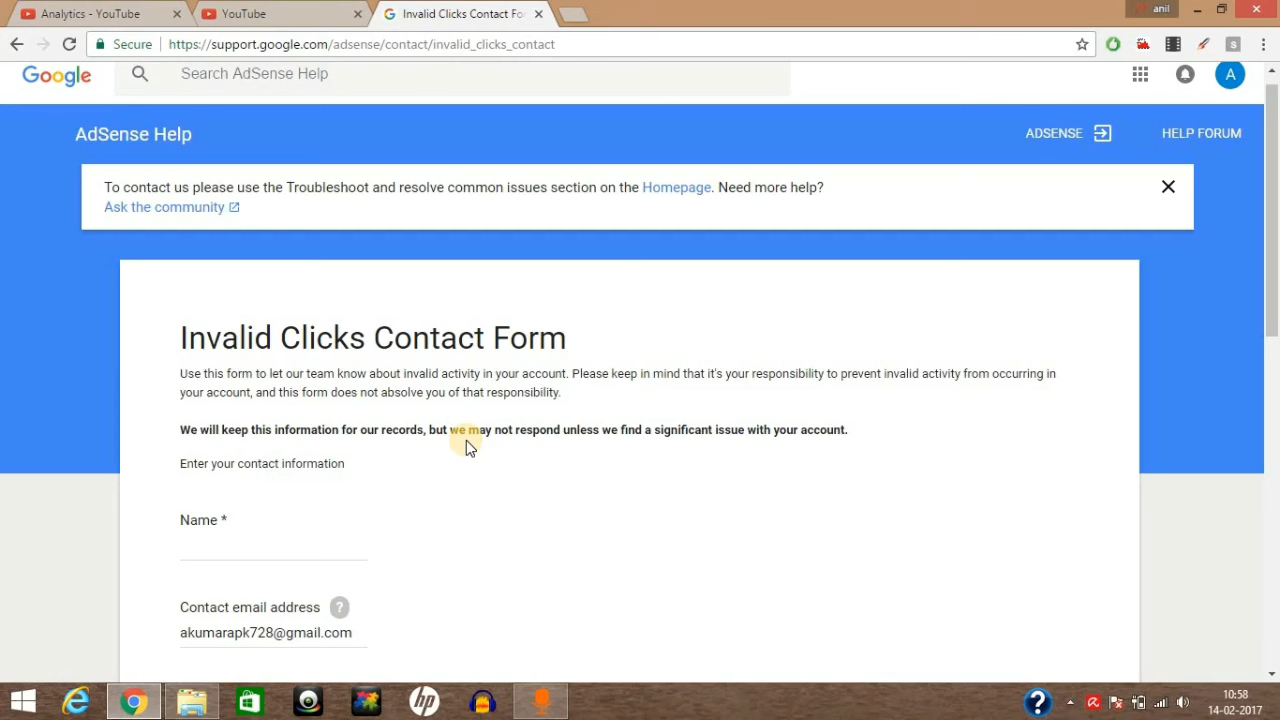 Analytics - YouTube
YouTube
Invalid Clicks Contact Fo
anil
Secure
https://support.google.com/adsense/contact/invalid_clicks_contact
S
Google
Search AdSense Help
A
AdSense Help
ADSENSE
HELP FORUM
To contact us please use the Troubleshoot and resolve common issues section on the Homepage. Need more help?
Ask the community
Invalid Clicks Contact Form
Use this form to let our team know about invalid activity in your account. Please keep in mind that it's your responsibility to prevent invalid activity from occurring in
your account, and this form does not absolve you of that responsibility.
We will keep this information for our records, but we may not respond unless we find a significant issue with your account.
Enter your contact information
Name *
Contact email address ?
akumarapk728@gmail.com
hp
?
10:58
14-02-2017